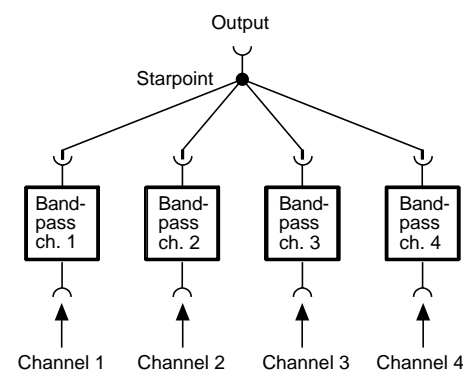 Output
Starpoint
Band-
pass
ch. 1
Band-
pass
ch. 2
Band-
pass
ch. 3
Band-
pass
ch. 4
Channel 1
Channel 2
Channel 3
Channel 4